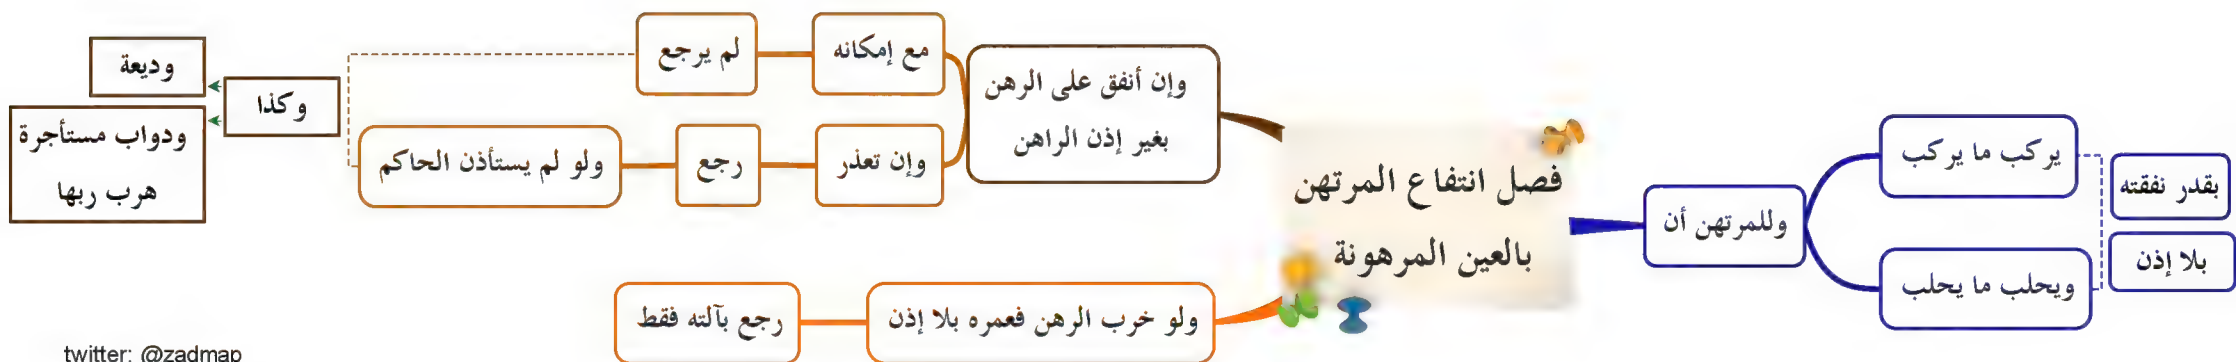 فصل انتفاع المرتهن
بالعين المرهونة
وللمرتهن أن
يركب ما يركب
ويحلب ما يحلب
بقدر نفقته
بلا إذن
وإن أنفق على الرهن
بغير إذن الراهن
مع إمكانه
لم يرجع
وإن تعذر
رجع
ولو لم يستأذن الحاكم
وكذا
وديعة
ودواب مستأجرة
هرب ربها
ولو خرب الرهن فعمره بلا إذن
رجع بآلته فقط
twitter: @zadmap